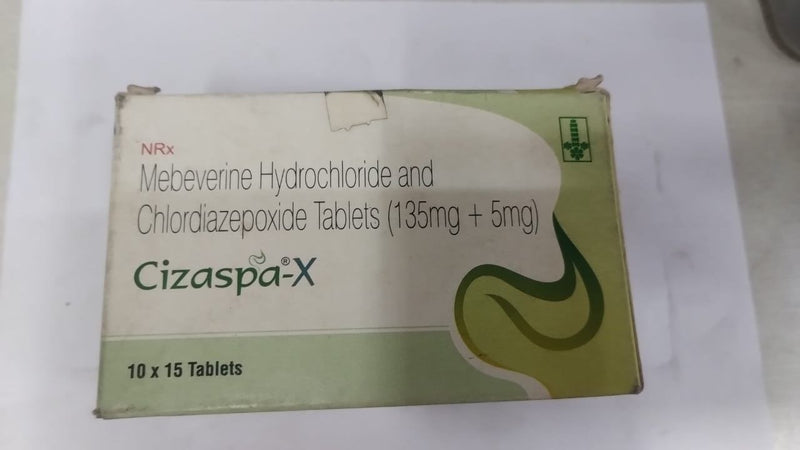 NRx
Mebeverine Hydrochloride and
Chlordiazepoxide Tablets (135mg + 5mg)
Cizaspa®-X
10 x 15 Tablets